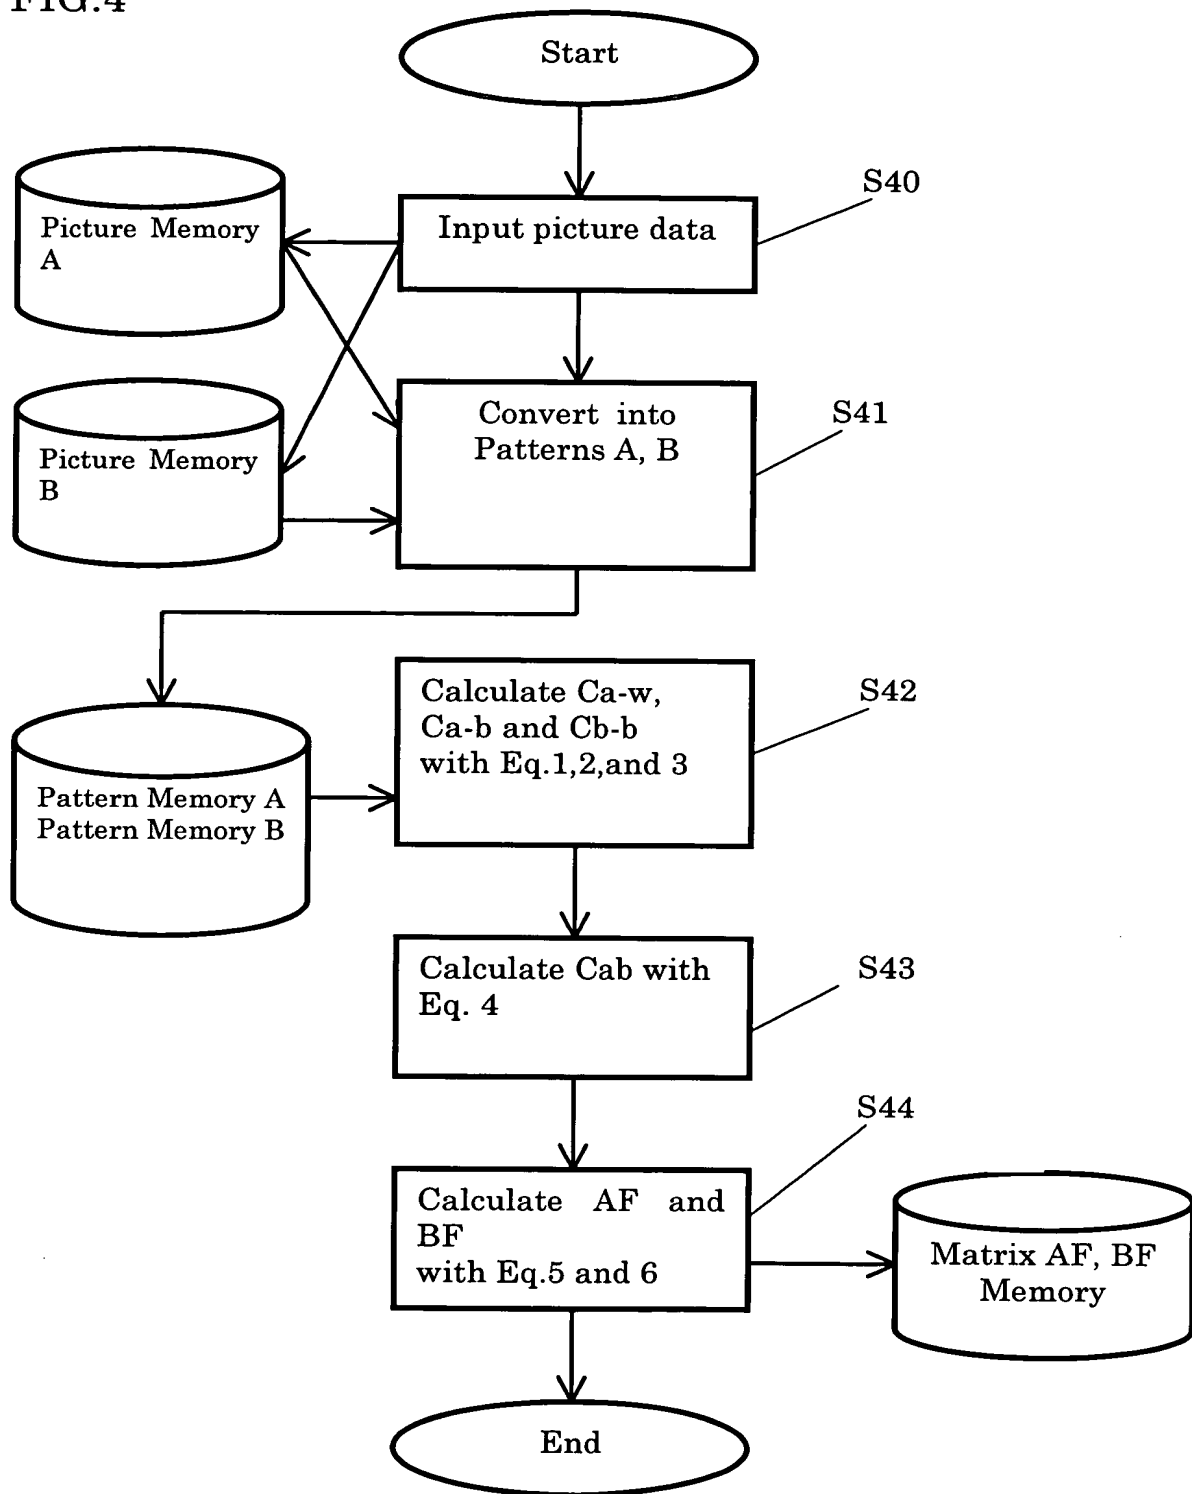 FIG.4
Start
S40
Input picture data
Picture Memory
A
S41
Convert into
Patterns A, B
Picture Memory
B
S42
Calculate Ca-w,
Ca-b and Cb-b
with Eq.1,2,and 3
Pattern Memory A
Pattern Memory B
S43
Calculate Cab with
Eq. 4
S44
Calculate AF and
BF
with Eq.5 and 6
Matrix AF, BF
Memory
End